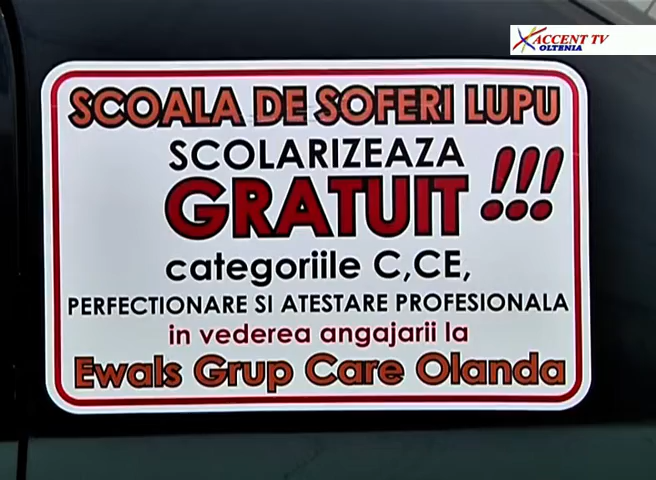 ACCENT TV
OLTENIA
SCOALA DE SOFERI LUPU
SCOLARIZEAZA
GRATUIT !!!
categoriile C,CE,
PERFECTIONARE SI ATESTARE PROFESIONALA
in vederea angajarii la
Ewals Grup Care Olanda